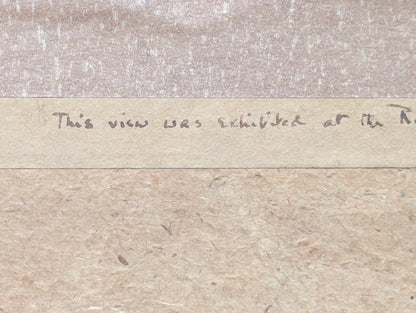 This view was exhibited at the